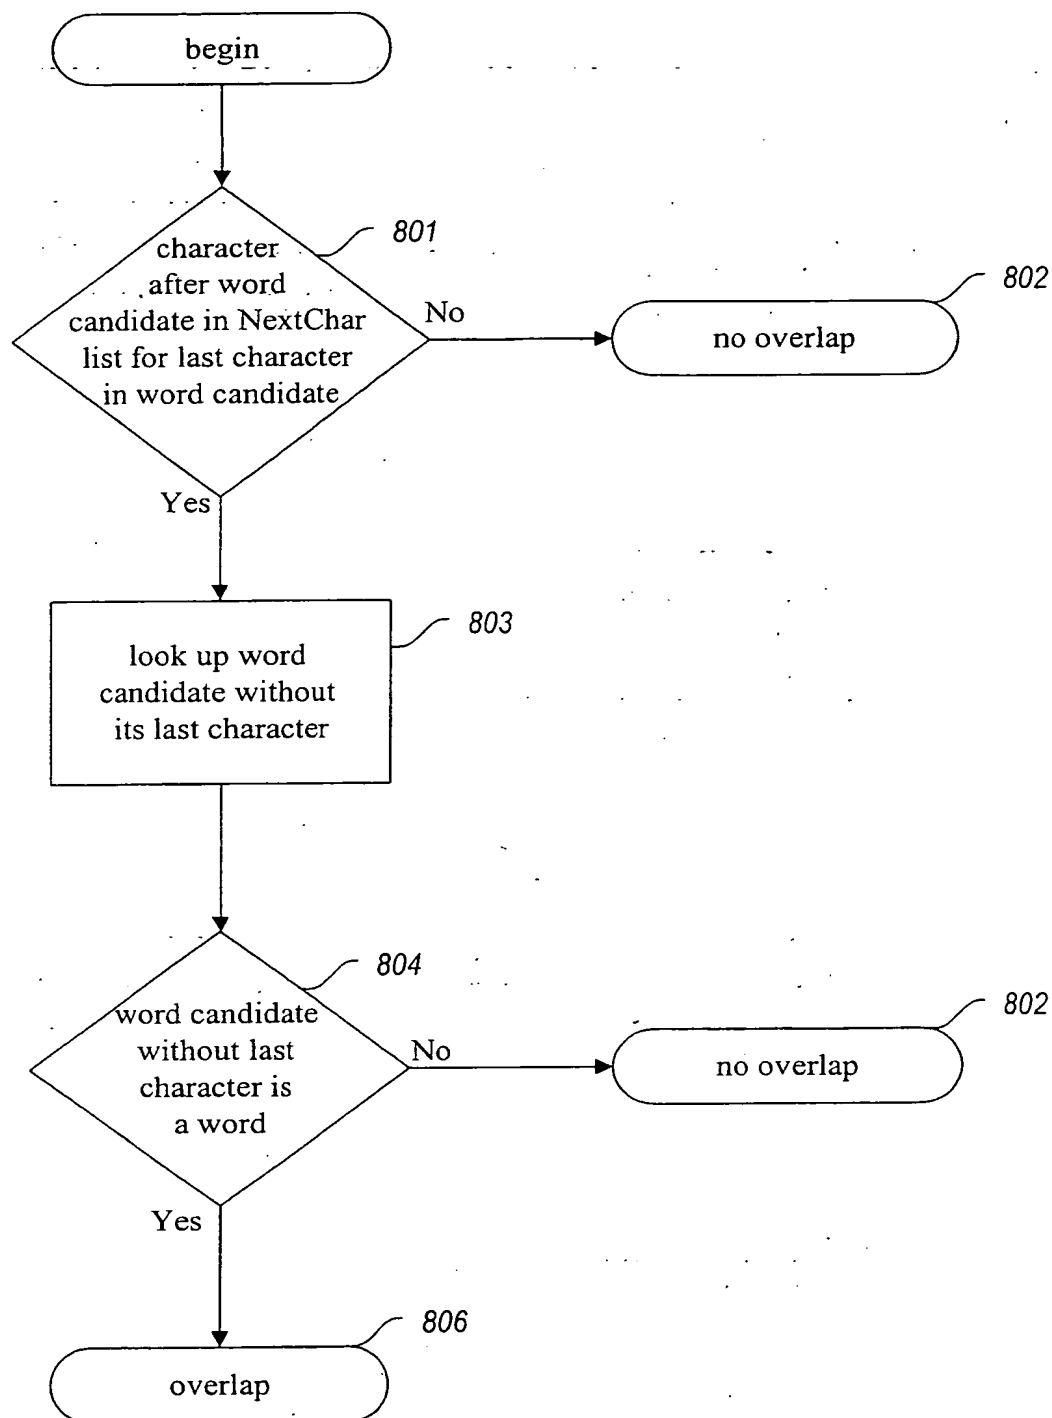 begin
801
character
after word
candidate in NextChar
list for last character
in word candidate
No
802
no overlap
Yes
803
look up word
candidate without
its last character
804
word candidate
without last
character is
a word
No
802
no overlap
Yes
806
overlap